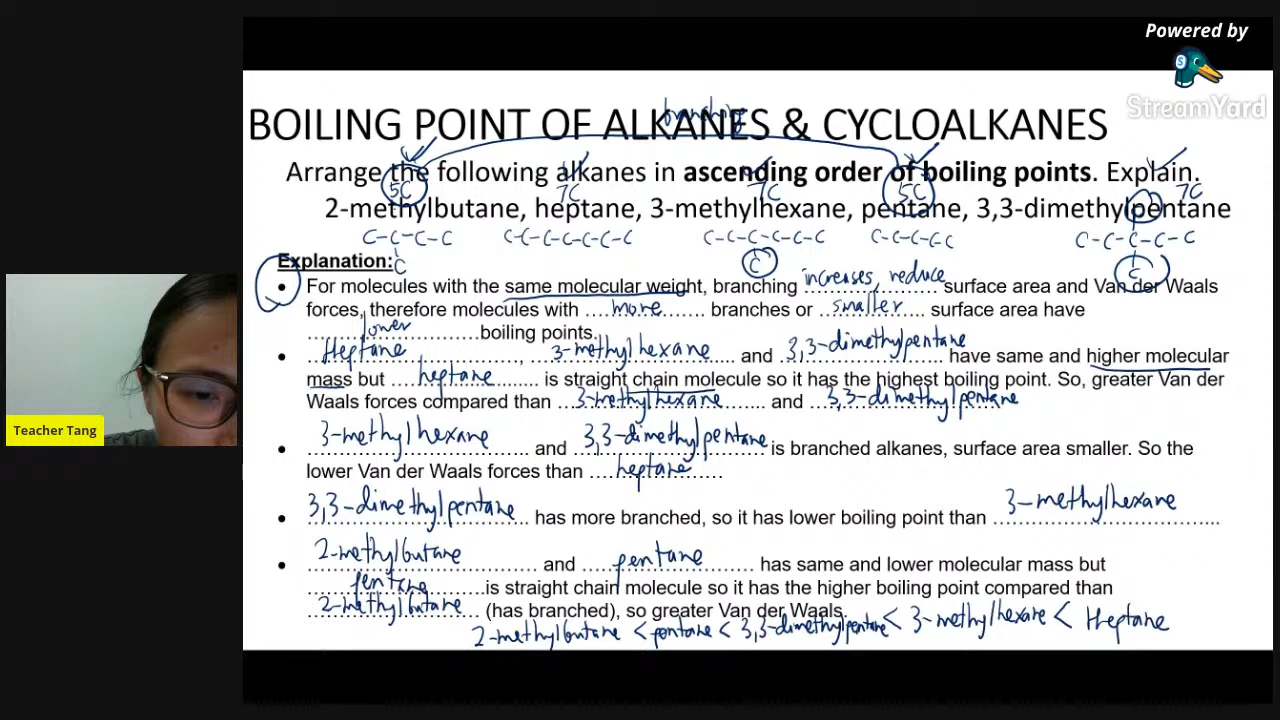 Powered by
StreamYard
branching
BOILING POINT OF ALKANES & CYCLOALKANES
Arrange the following alkanes in ascending order of boiling points. Explain.
5C 7C 7C 5C 7C
2-methylbutane, heptane, 3-methylhexane, pentane, 3,3-dimethylpentane
C-C-C-C C-C-C-C-C-C-C C-C-C-C-C-C C-C-C-C-C C-C-C-C-C
Explanation: C C C
• For molecules with the same molecular weight, branching increases, reduce surface area and Van der Waals
forces, therefore molecules with more branches or smaller surface area have
lower boiling points.
• Heptane, 3-methylhexane and 3,3-dimethylpentane have same and higher molecular
mass but heptane is straight chain molecule so it has the highest boiling point. So, greater Van der
Waals forces compared than 3-methylhexane and 3,3-dimethylpentane
• 3-methylhexane and 3,3-dimethylpentane is branched alkanes, surface area smaller. So the
lower Van der Waals forces than heptane
• 3,3-dimethylpentane has more branched, so it has lower boiling point than 3-methylhexane
• 2-methylbutane and pentane has same and lower molecular mass but
pentane is straight chain molecule so it has the higher boiling point compared than
2-methylbutane (has branched), so greater Van der Waals.
2-methylbutane < pentane < 3,3-dimethylpentane < 3-methylhexane < Heptane
Teacher Tang